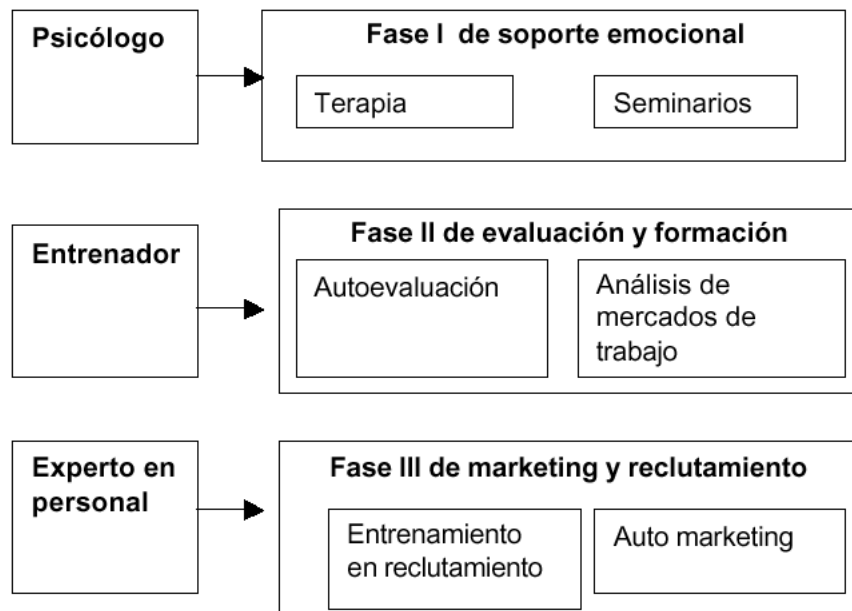 Psicólogo
Fase I de soporte emocional
Terapia
Seminarios
Entrenador
Fase II de evaluación y formación
Autoevaluación
Análisis de
mercados de
trabajo
Experto en
personal
Fase III de marketing y reclutamiento
Entrenamiento
en reclutamiento
Auto marketing